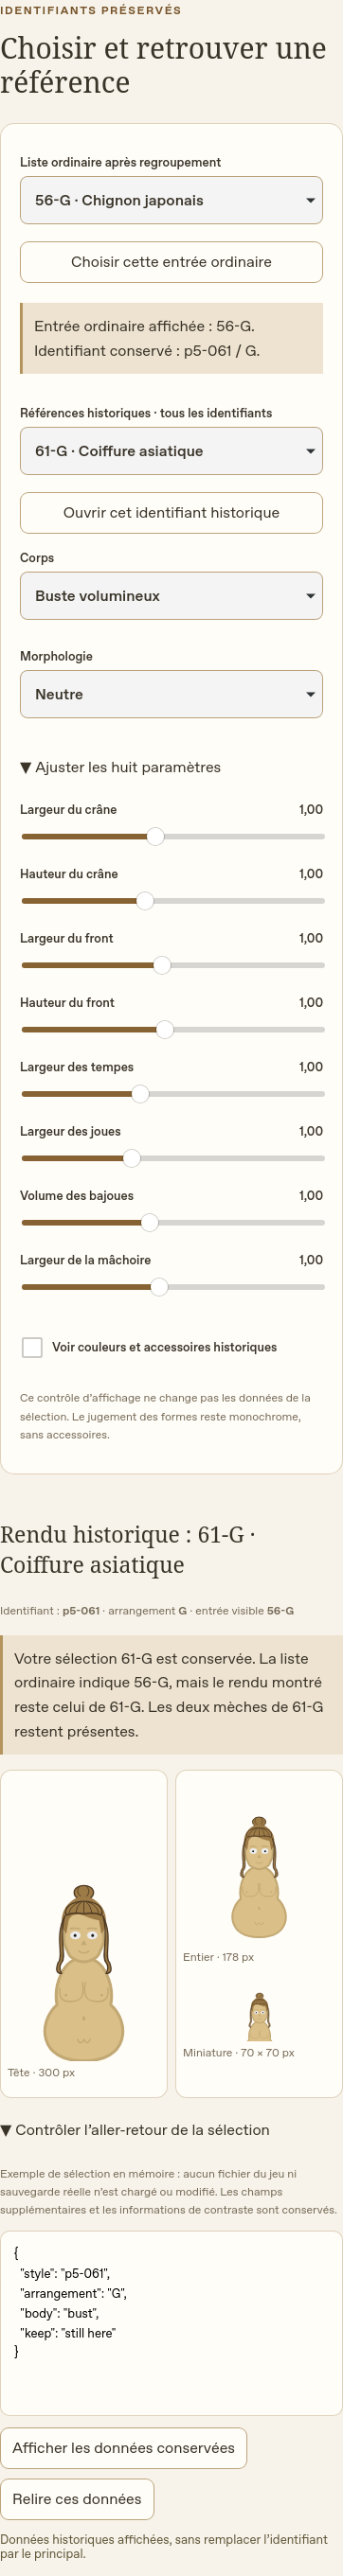 IDENTIFIANTS PRÉSERVÉS
Choisir et retrouver une
référence
Liste ordinaire après regroupement
56-G · Chignon japonais
Choisir cette entrée ordinaire
Entrée ordinaire affichée : 56-G.
Identifiant conservé : p5-061 / G.
Références historiques · tous les identifiants
61-G · Coiffure asiatique
Ouvrir cet identifiant historique
Corps
Buste volumineux
Morphologie
Neutre
▼ Ajuster les huit paramètres
Largeur du crâne 1,00
Hauteur du crâne 1,00
Largeur du front 1,00
Hauteur du front 1,00
Largeur des tempes 1,00
Largeur des joues 1,00
Volume des bajoues 1,00
Largeur de la mâchoire 1,00
Voir couleurs et accessoires historiques
Ce contrôle d’affichage ne change pas les données de la
sélection. Le jugement des formes reste monochrome,
sans accessoires.
Rendu historique : 61-G ·
Coiffure asiatique
Identifiant : p5-061 · arrangement G · entrée visible 56-G
Votre sélection 61-G est conservée. La liste
ordinaire indique 56-G, mais le rendu montré
reste celui de 61-G. Les deux mèches de 61-G
restent présentes.
Tête · 300 px
Entier · 178 px
Miniature · 70 × 70 px
▼ Contrôler l’aller-retour de la sélection
Exemple de sélection en mémoire : aucun fichier du jeu ni
sauvegarde réelle n’est chargé ou modifié. Les champs
supplémentaires et les informations de contraste sont conservés.
{
"style": "p5-061",
"arrangement": "G",
"body": "bust",
"keep": "still here"
}
Afficher les données conservées
Relire ces données
Données historiques affichées, sans remplacer l’identifiant
par le principal.